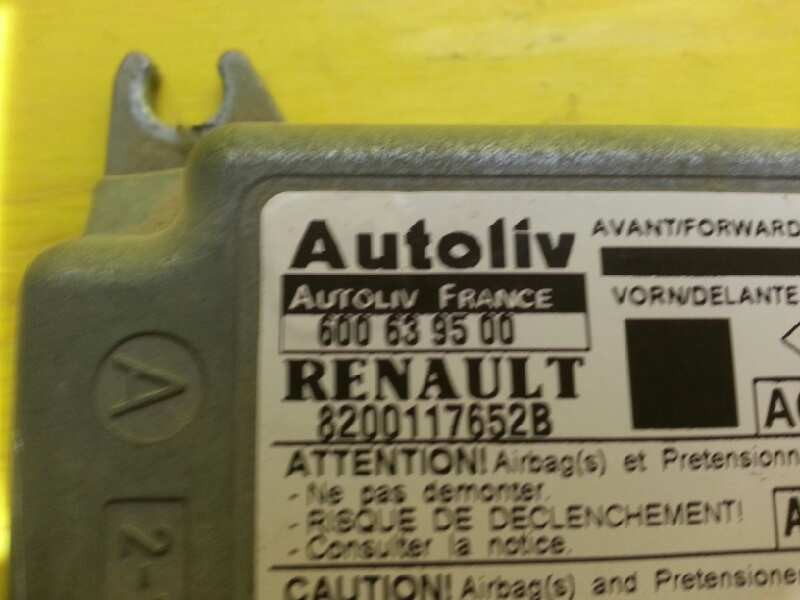 Autoliv
AVANT/FORWARD
AUTOLIV FRANCE
VORN/DELANTE
600 63 95 00
RENAULT
8200117652B
ATTENTION! Airbag(s) et Pretensionn
- Ne pas demonter.
- RISQUE DE DECLENCHEMENT!
- Consulter la notice.
CAUTION! Airbag(s) and Pretensioner
A
2-